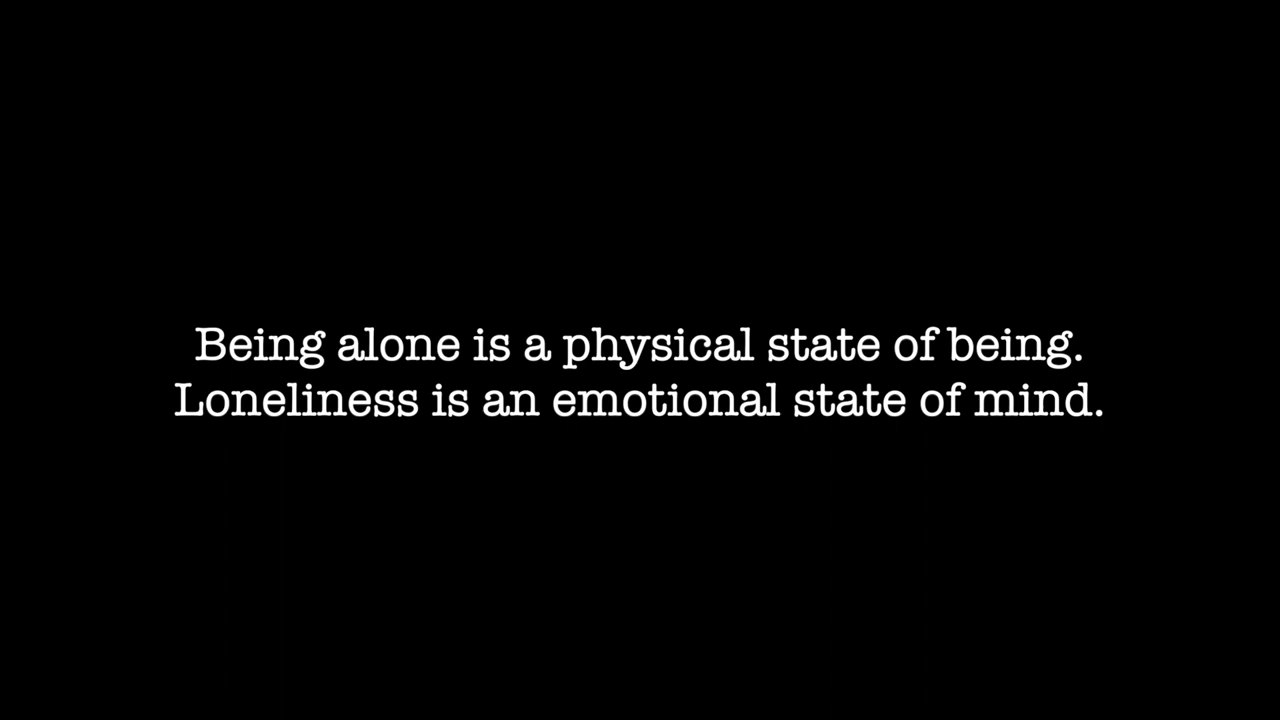 Being alone is a physical state of being.
Loneliness is an emotional state of mind.